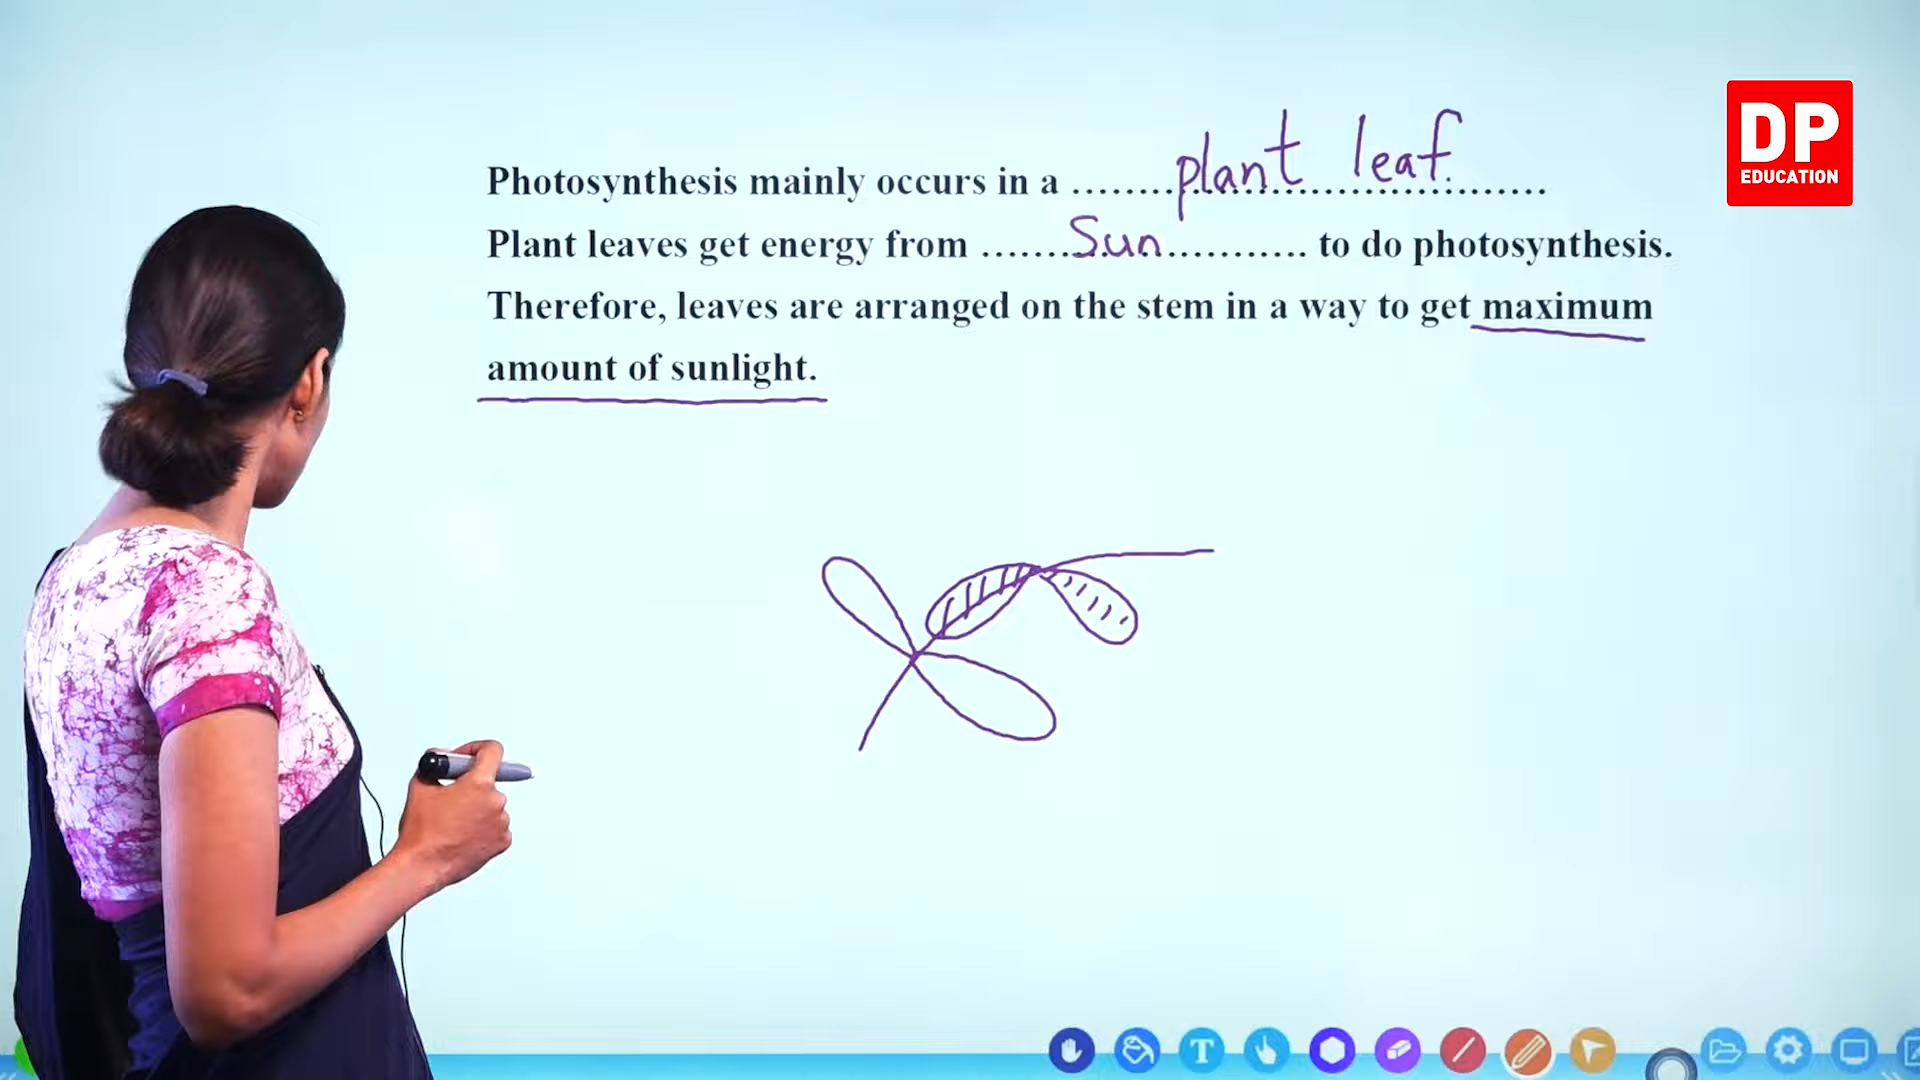 DP
EDUCATION
Photosynthesis mainly occurs in a ........plant leaf.......
Plant leaves get energy from .......Sun............ to do photosynthesis.
Therefore, leaves are arranged on the stem in a way to get maximum
amount of sunlight.
T